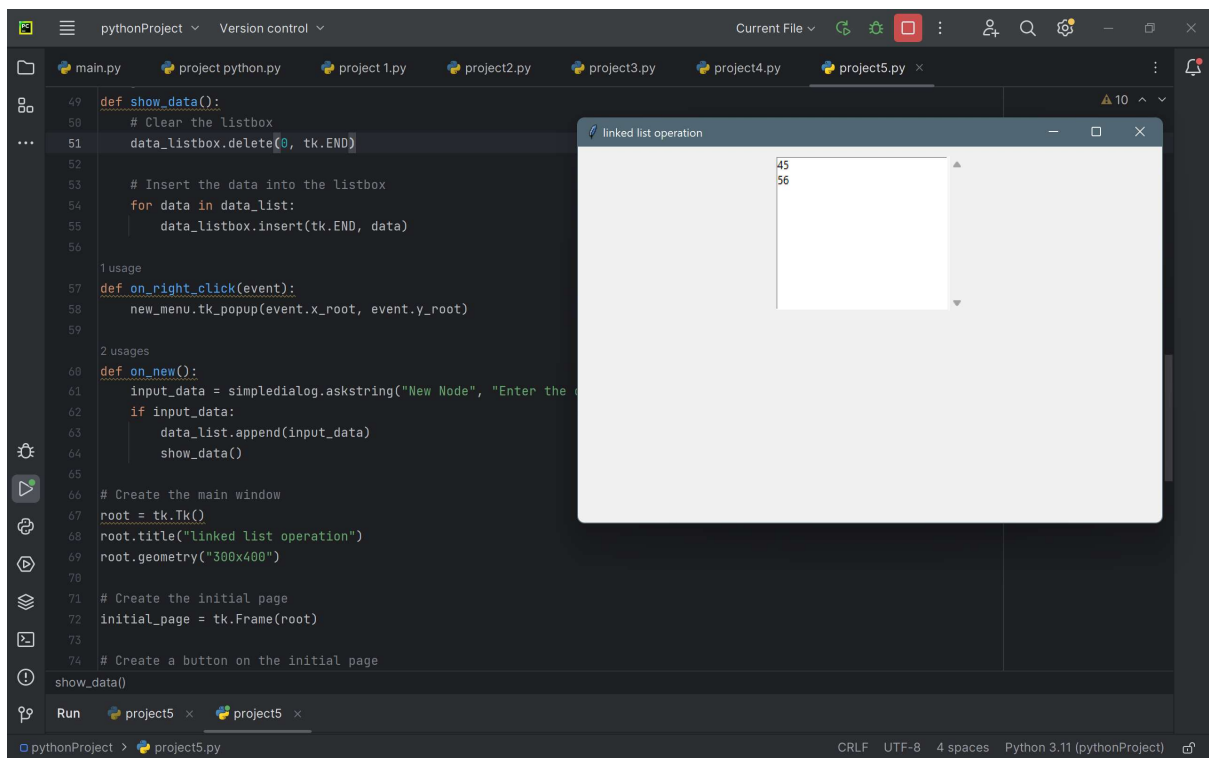 PC pythonProject Version control Current File
main.py project python.py project 1.py project2.py project3.py project4.py project5.py
49 def show_data(): 10
50 # Clear the listbox
51 data_listbox.delete(0, tk.END)
52
53 # Insert the data into the listbox
54 for data in data_list:
55 data_listbox.insert(tk.END, data)
56
1 usage
57 def on_right_click(event):
58 new_menu.tk_popup(event.x_root, event.y_root)
59
2 usages
60 def on_new():
61 input_data = simpledialog.askstring("New Node", "Enter the
62 if input_data:
63 data_list.append(input_data)
64 show_data()
65
66 # Create the main window
67 root = tk.Tk()
68 root.title("linked list operation")
69 root.geometry("300x400")
70
71 # Create the initial page
72 initial_page = tk.Frame(root)
73
74 # Create a button on the initial page
linked list operation
45
56
show_data()
Run project5 project5
pythonProject > project5.py CRLF UTF-8 4 spaces Python 3.11 (pythonProject)